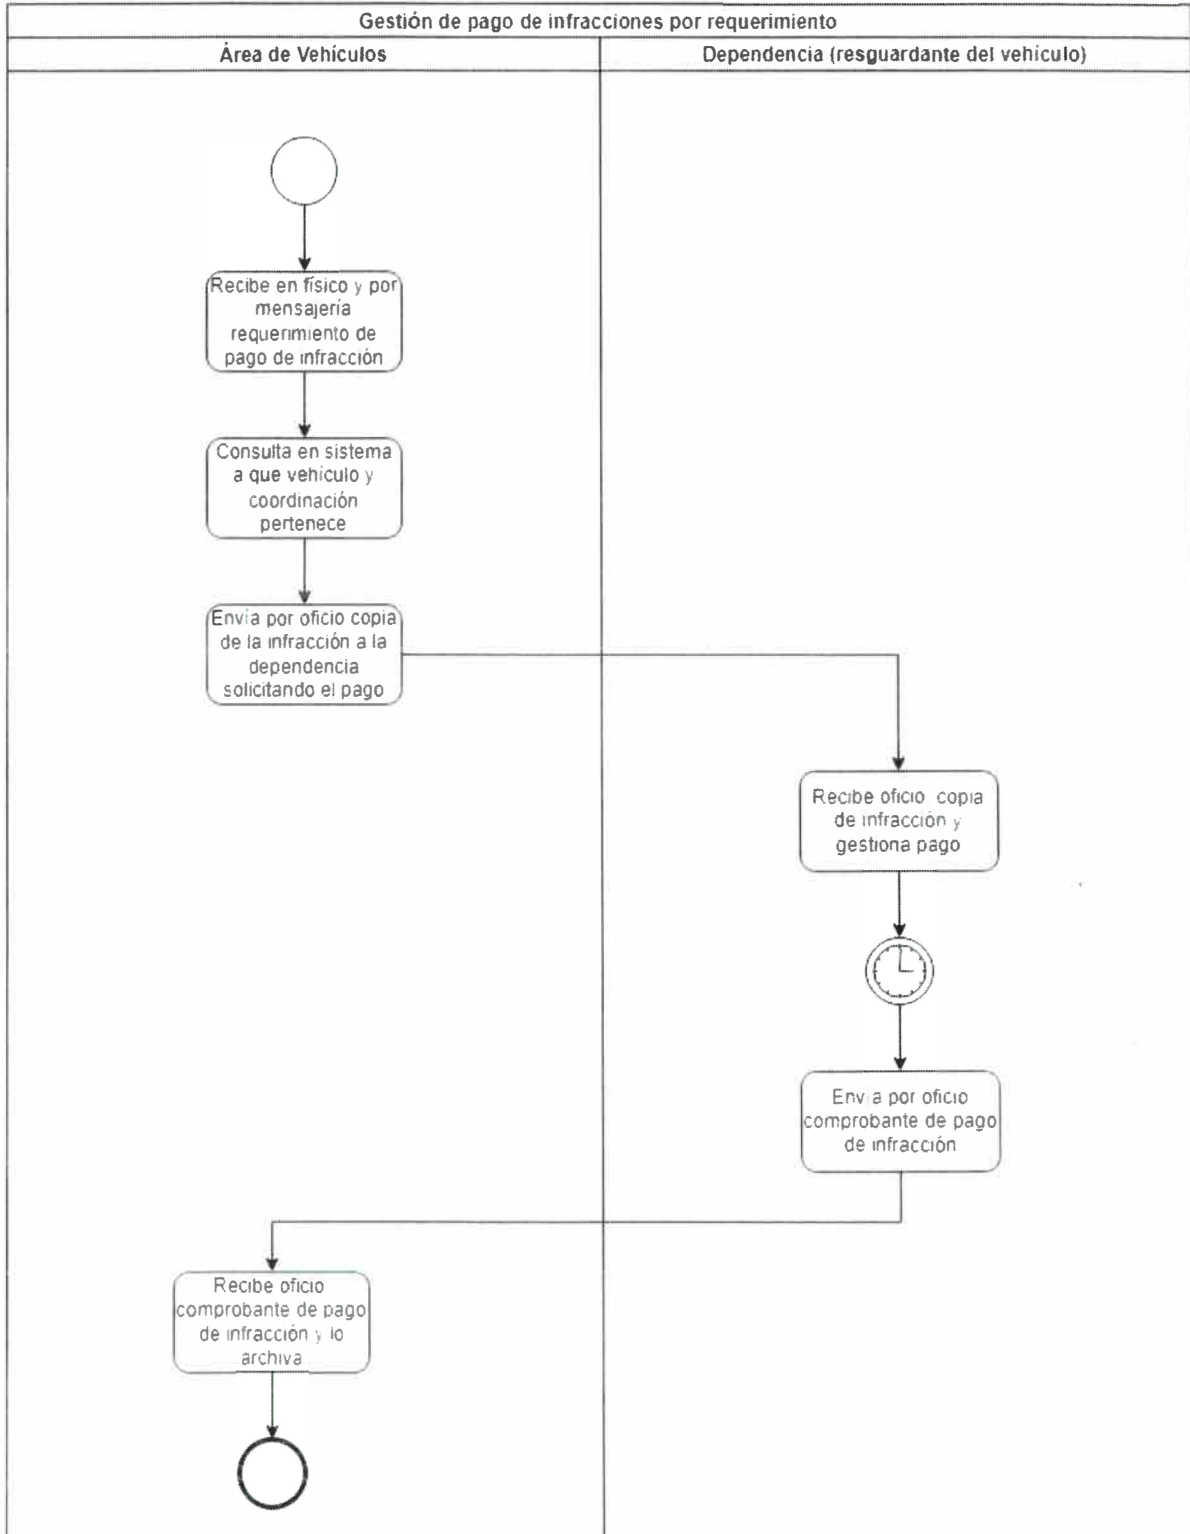 Gestión de pago de infracciones por requerimiento
Área de Vehículos
Dependencia (resguardante del vehículo)
Recibe en físico y por
mensajería
requerimiento de
pago de infracción
Consulta en sistema
a que vehículo y
coordinación
pertenece
Envía por oficio copia
de la infracción a la
dependencia
solicitando el pago
Recibe oficio copia
de infracción y
gestiona pago
Envía por oficio
comprobante de pago
de infracción
Recibe oficio
comprobante de pago
de infracción y lo
archiva